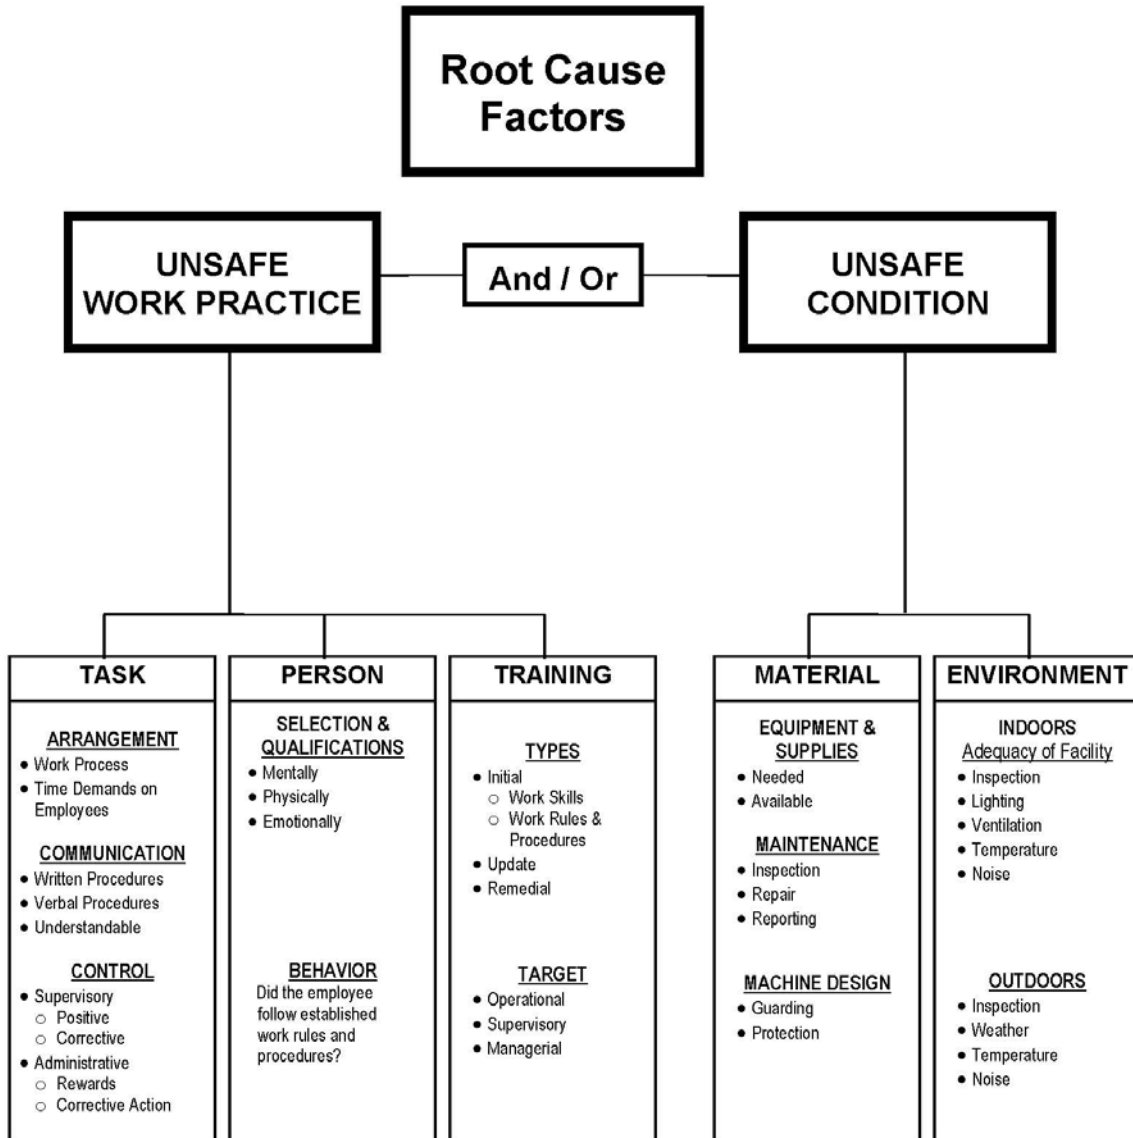 Root Cause
Factors
UNSAFE
WORK PRACTICE
And / Or
UNSAFE
CONDITION
TASK
ARRANGEMENT
● Work Process
● Time Demands on
Employees
COMMUNICATION
● Written Procedures
● Verbal Procedures
● Understandable
CONTROL
● Supervisory
○ Positive
○ Corrective
● Administrative
○ Rewards
○ Corrective Action
PERSON
SELECTION &
QUALIFICATIONS
● Mentally
● Physically
● Emotionally
BEHAVIOR
Did the employee
follow established
work rules and
procedures?
TRAINING
TYPES
● Initial
○ Work Skills
○ Work Rules &
Procedures
● Update
● Remedial
TARGET
● Operational
● Supervisory
● Managerial
MATERIAL
EQUIPMENT &
SUPPLIES
● Needed
● Available
MAINTENANCE
● Inspection
● Repair
● Reporting
MACHINE DESIGN
● Guarding
● Protection
ENVIRONMENT
INDOORS
Adequacy of Facility
● Inspection
● Lighting
● Ventilation
● Temperature
● Noise
OUTDOORS
● Inspection
● Weather
● Temperature
● Noise